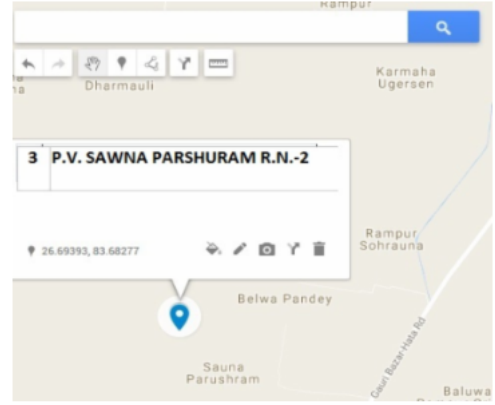 Rampur
Dharmauli
Karmaha
Ugersen
3 P.V. SAWNA PARSHURAM R.N.-2
26.69393, 83.68277
Rampur
Sohrauna
Belwa Pandey
Sauna
Parushram
Gauri Bazar-Hata Rd
Baluwa